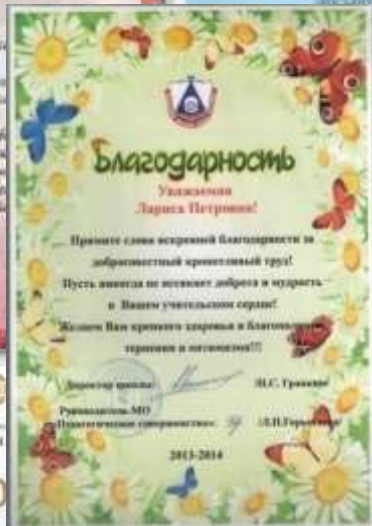 Благодарность
Уважаемая
Лариса Петровна!
Примите слова искренней благодарности за
добросовестный кропотливый труд!
Пусть никогда не иссякнет доброта и мудрость
в Вашем учительском сердце!
Желаем Вам крепкого здоровья и
терпения и оптимизма!!!
Директор школы:
Руководитель МО
2013-2014